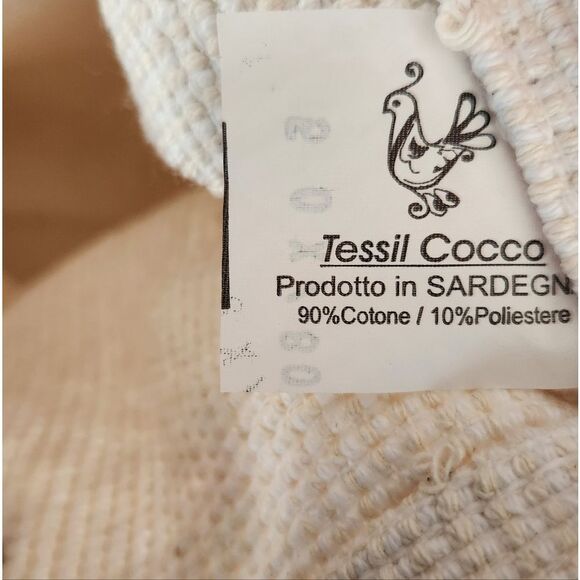 Tessil Cocco
Prodotto in SARDEGN
90%Cotone / 10%Poliestere